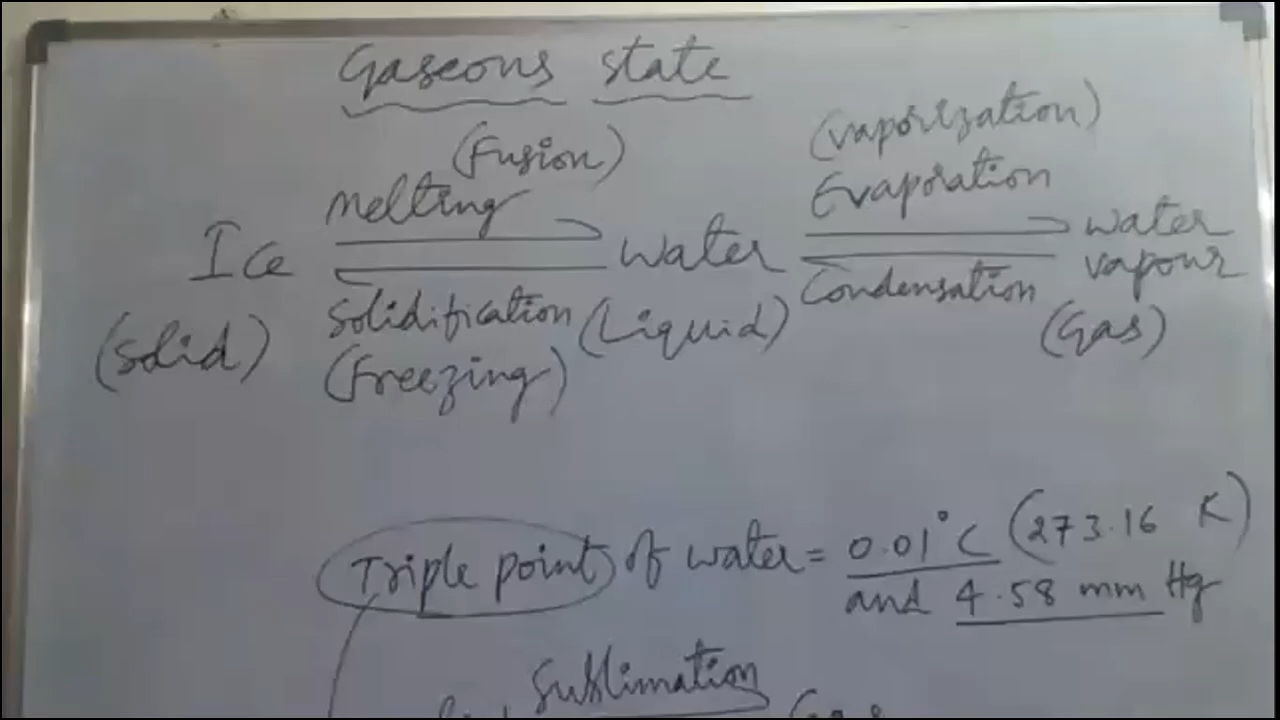 Gaseous state
(Fusion) (vaporization)
melting Evaporation
Ice water water
vapour
solidification Condensation
(solid) (Liquid) (Gas)
(Freezing)
Triple point of water = 0.01°C (273.16 K)
and 4.58 mm Hg
Sublimation
Gas